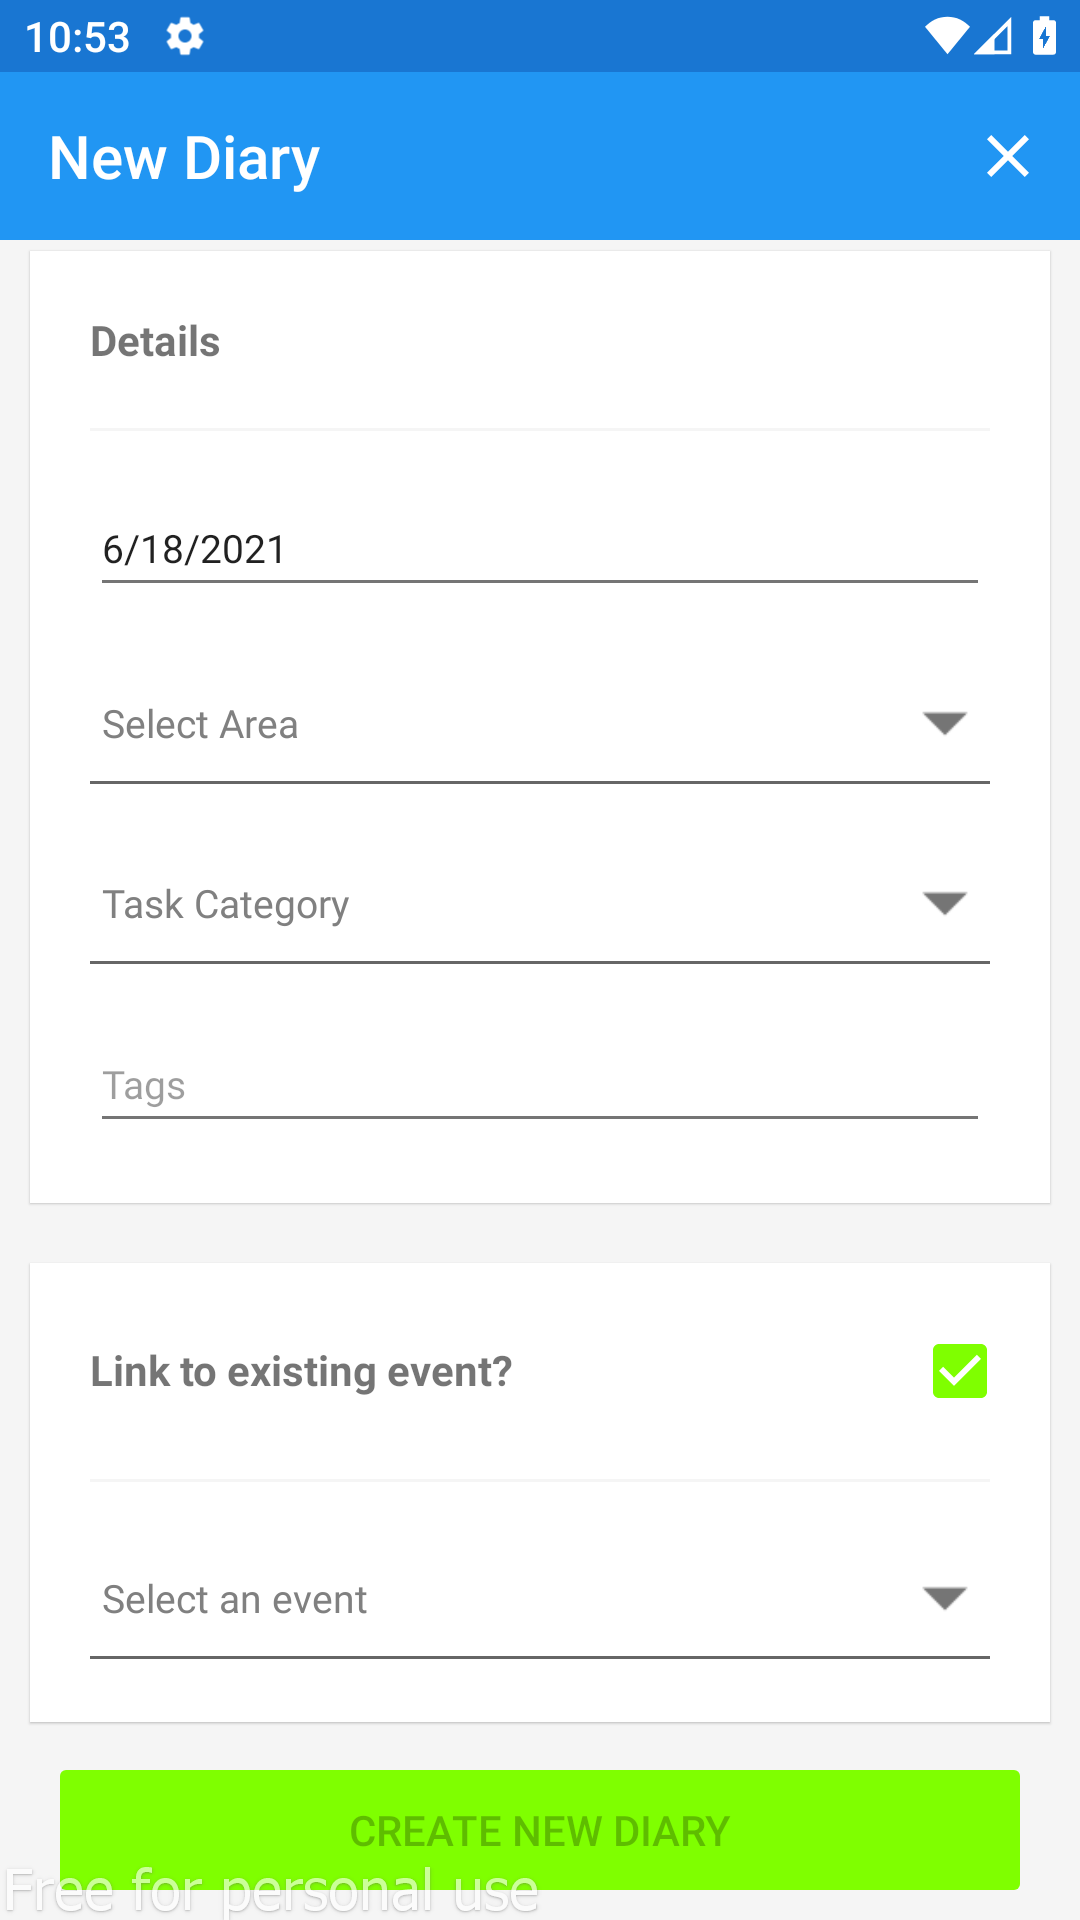 10:53
New Diary
Details
6/18/2021
Select Area
Task Category
Tags
Link to existing event?
Select an event
CREATE NEW DIARY
Free for personal use